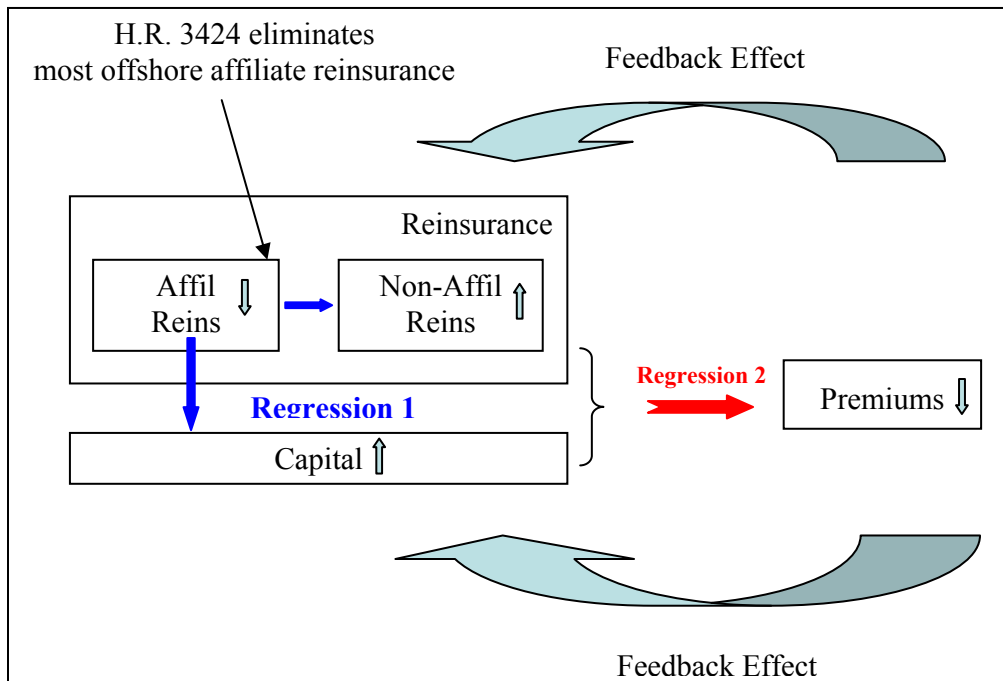 H.R. 3424 eliminates
most offshore affiliate reinsurance
Feedback Effect
Reinsurance
Affil
Reins
Non-Affil
Reins
Regression 1
Capital
Regression 2
Premiums
Feedback Effect